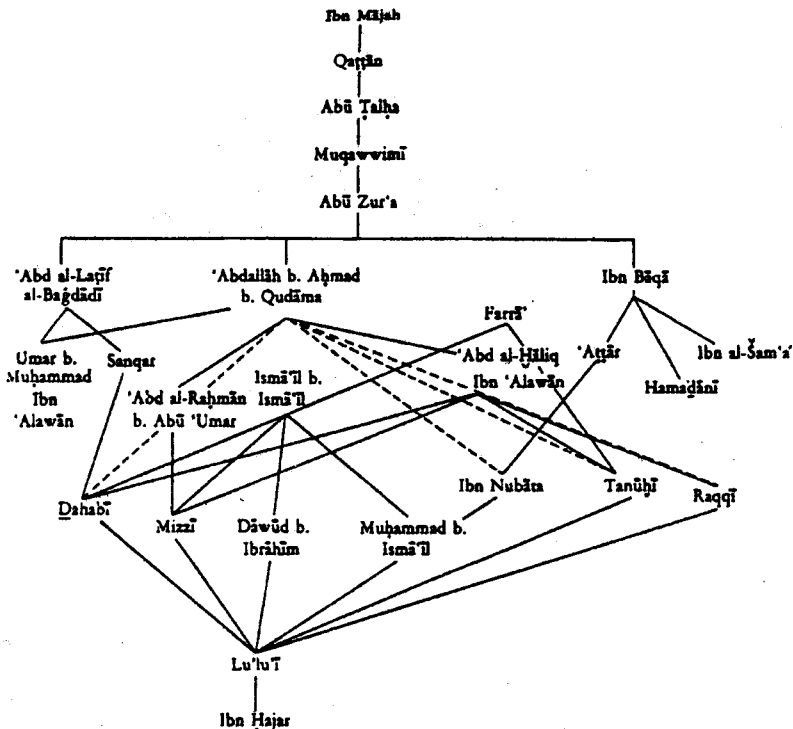 Ibn Mājah
Qaṭṭān
Abū Ṭalḥa
Muqawwimī
Abū Zur'a
'Abd al-Laṭīf
al-Baġdādī
'Abdallāh b. Aḥmad
b. Qudāma
Ibn Bāqā
Farrā'
Umar b.
Muḥammad
Ibn
'Alawān
Sanqar
'Abd al-Raḥmān
b. Abū 'Umar
Ismā'īl b.
Ismā'īl
'Abd al-Ḫāliq
Ibn 'Alawān
'Aṭṭār
Hamaḏānī
Ibn al-Šam'a'
Ḏahabī
Mizzī
Dāwūd b.
Ibrāhīm
Muḥammad b.
Ismā'īl
Ibn Nubāta
Tanūḫī
Raqqī
Lu'lu'ī
Ibn Ḥajar